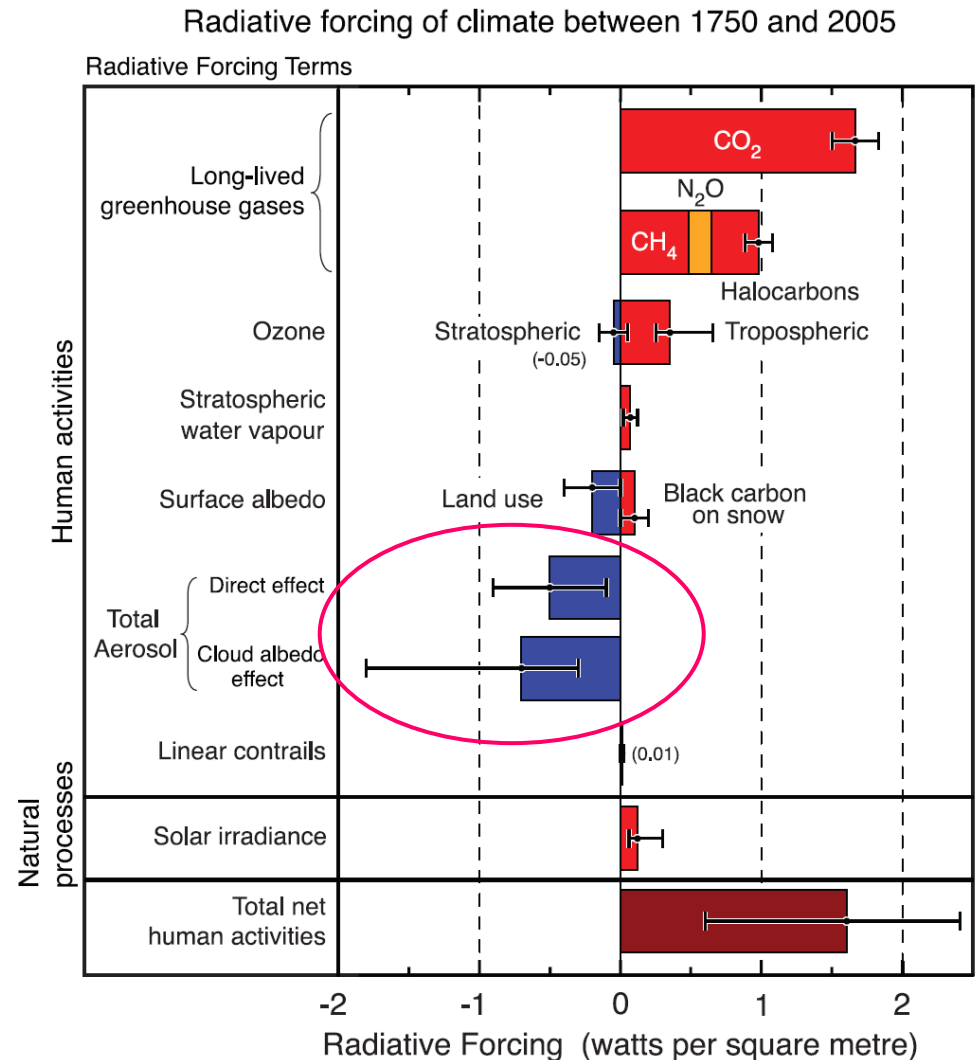 Radiative forcing of climate between 1750 and 2005
Radiative Forcing Terms
CO2
Long-lived
greenhouse gases
N2O
CH4
Halocarbons
Ozone
Stratospheric
(-0.05)
Tropospheric
Stratospheric
water vapour
Surface albedo
Land use
Black carbon
on snow
Human activities
Direct effect
Total
Aerosol
Cloud albedo
effect
Linear contrails
(0.01)
Natural
processes
Solar irradiance
Total net
human activities
-2 -1 0 1 2
Radiative Forcing (watts per square metre)